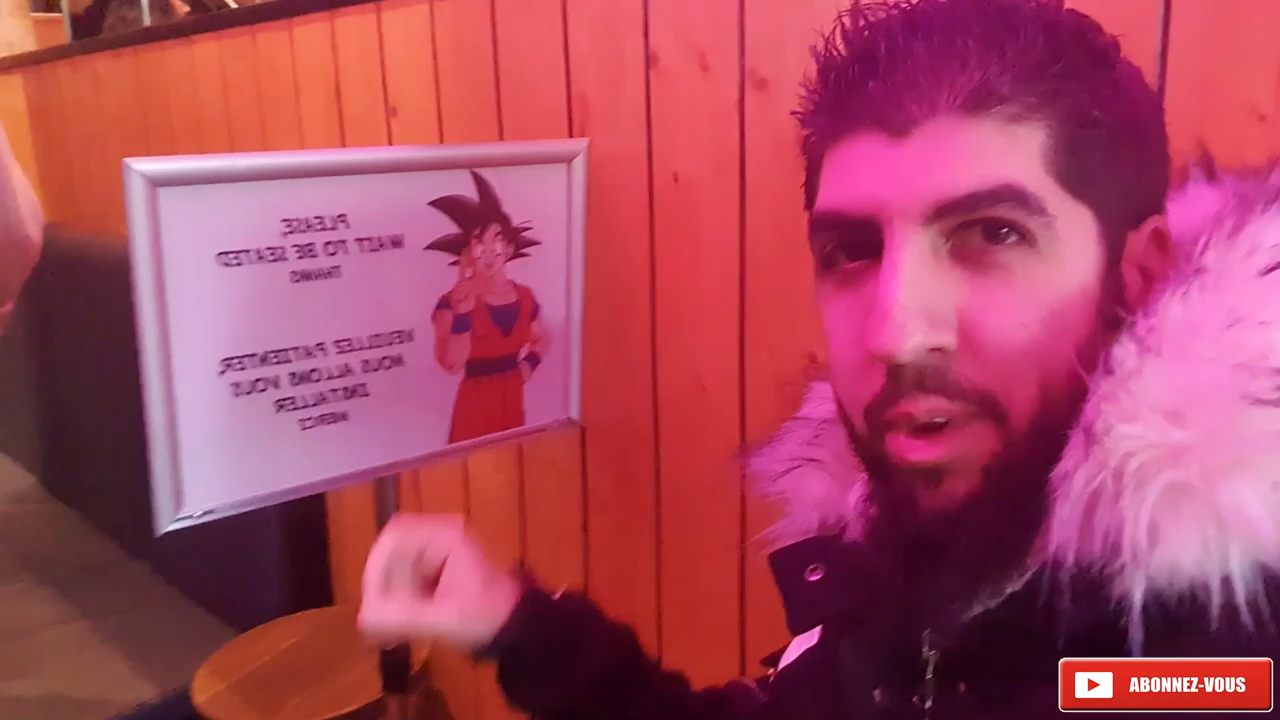 PLEASE,
WAIT TO BE SEATED
THANKS
VEUILLEZ PATIENTER,
NOUS ALLONS VOUS
INSTALLER
MERCI
ABONNEZ-VOUS